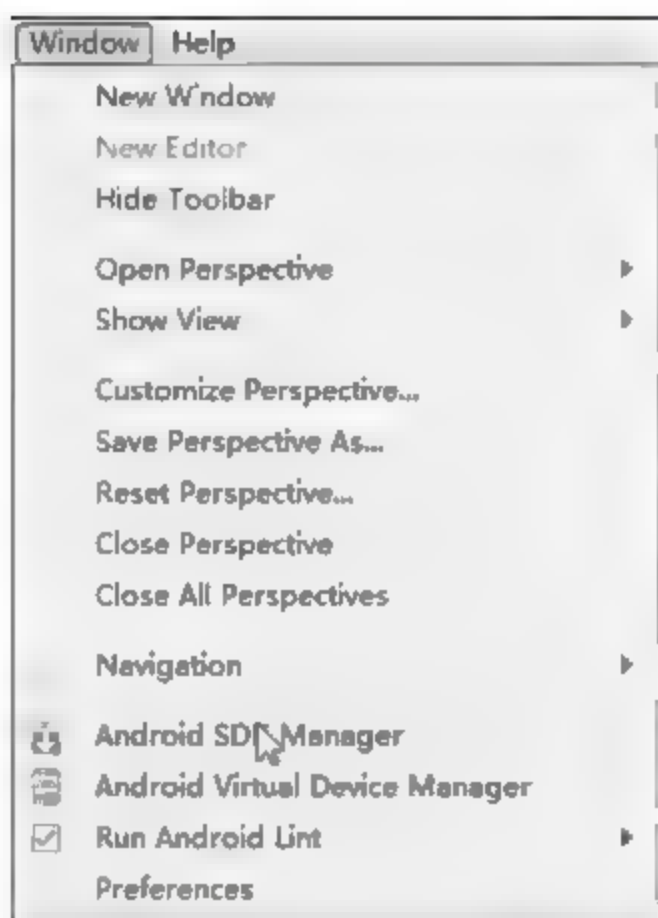 Window Help
New Window
New Editor
Hide Toolbar
Open Perspective
Show View
Customize Perspective...
Save Perspective As...
Reset Perspective...
Close Perspective
Close All Perspectives
Navigation
Android SDK Manager
Android Virtual Device Manager
Run Android Lint
Preferences